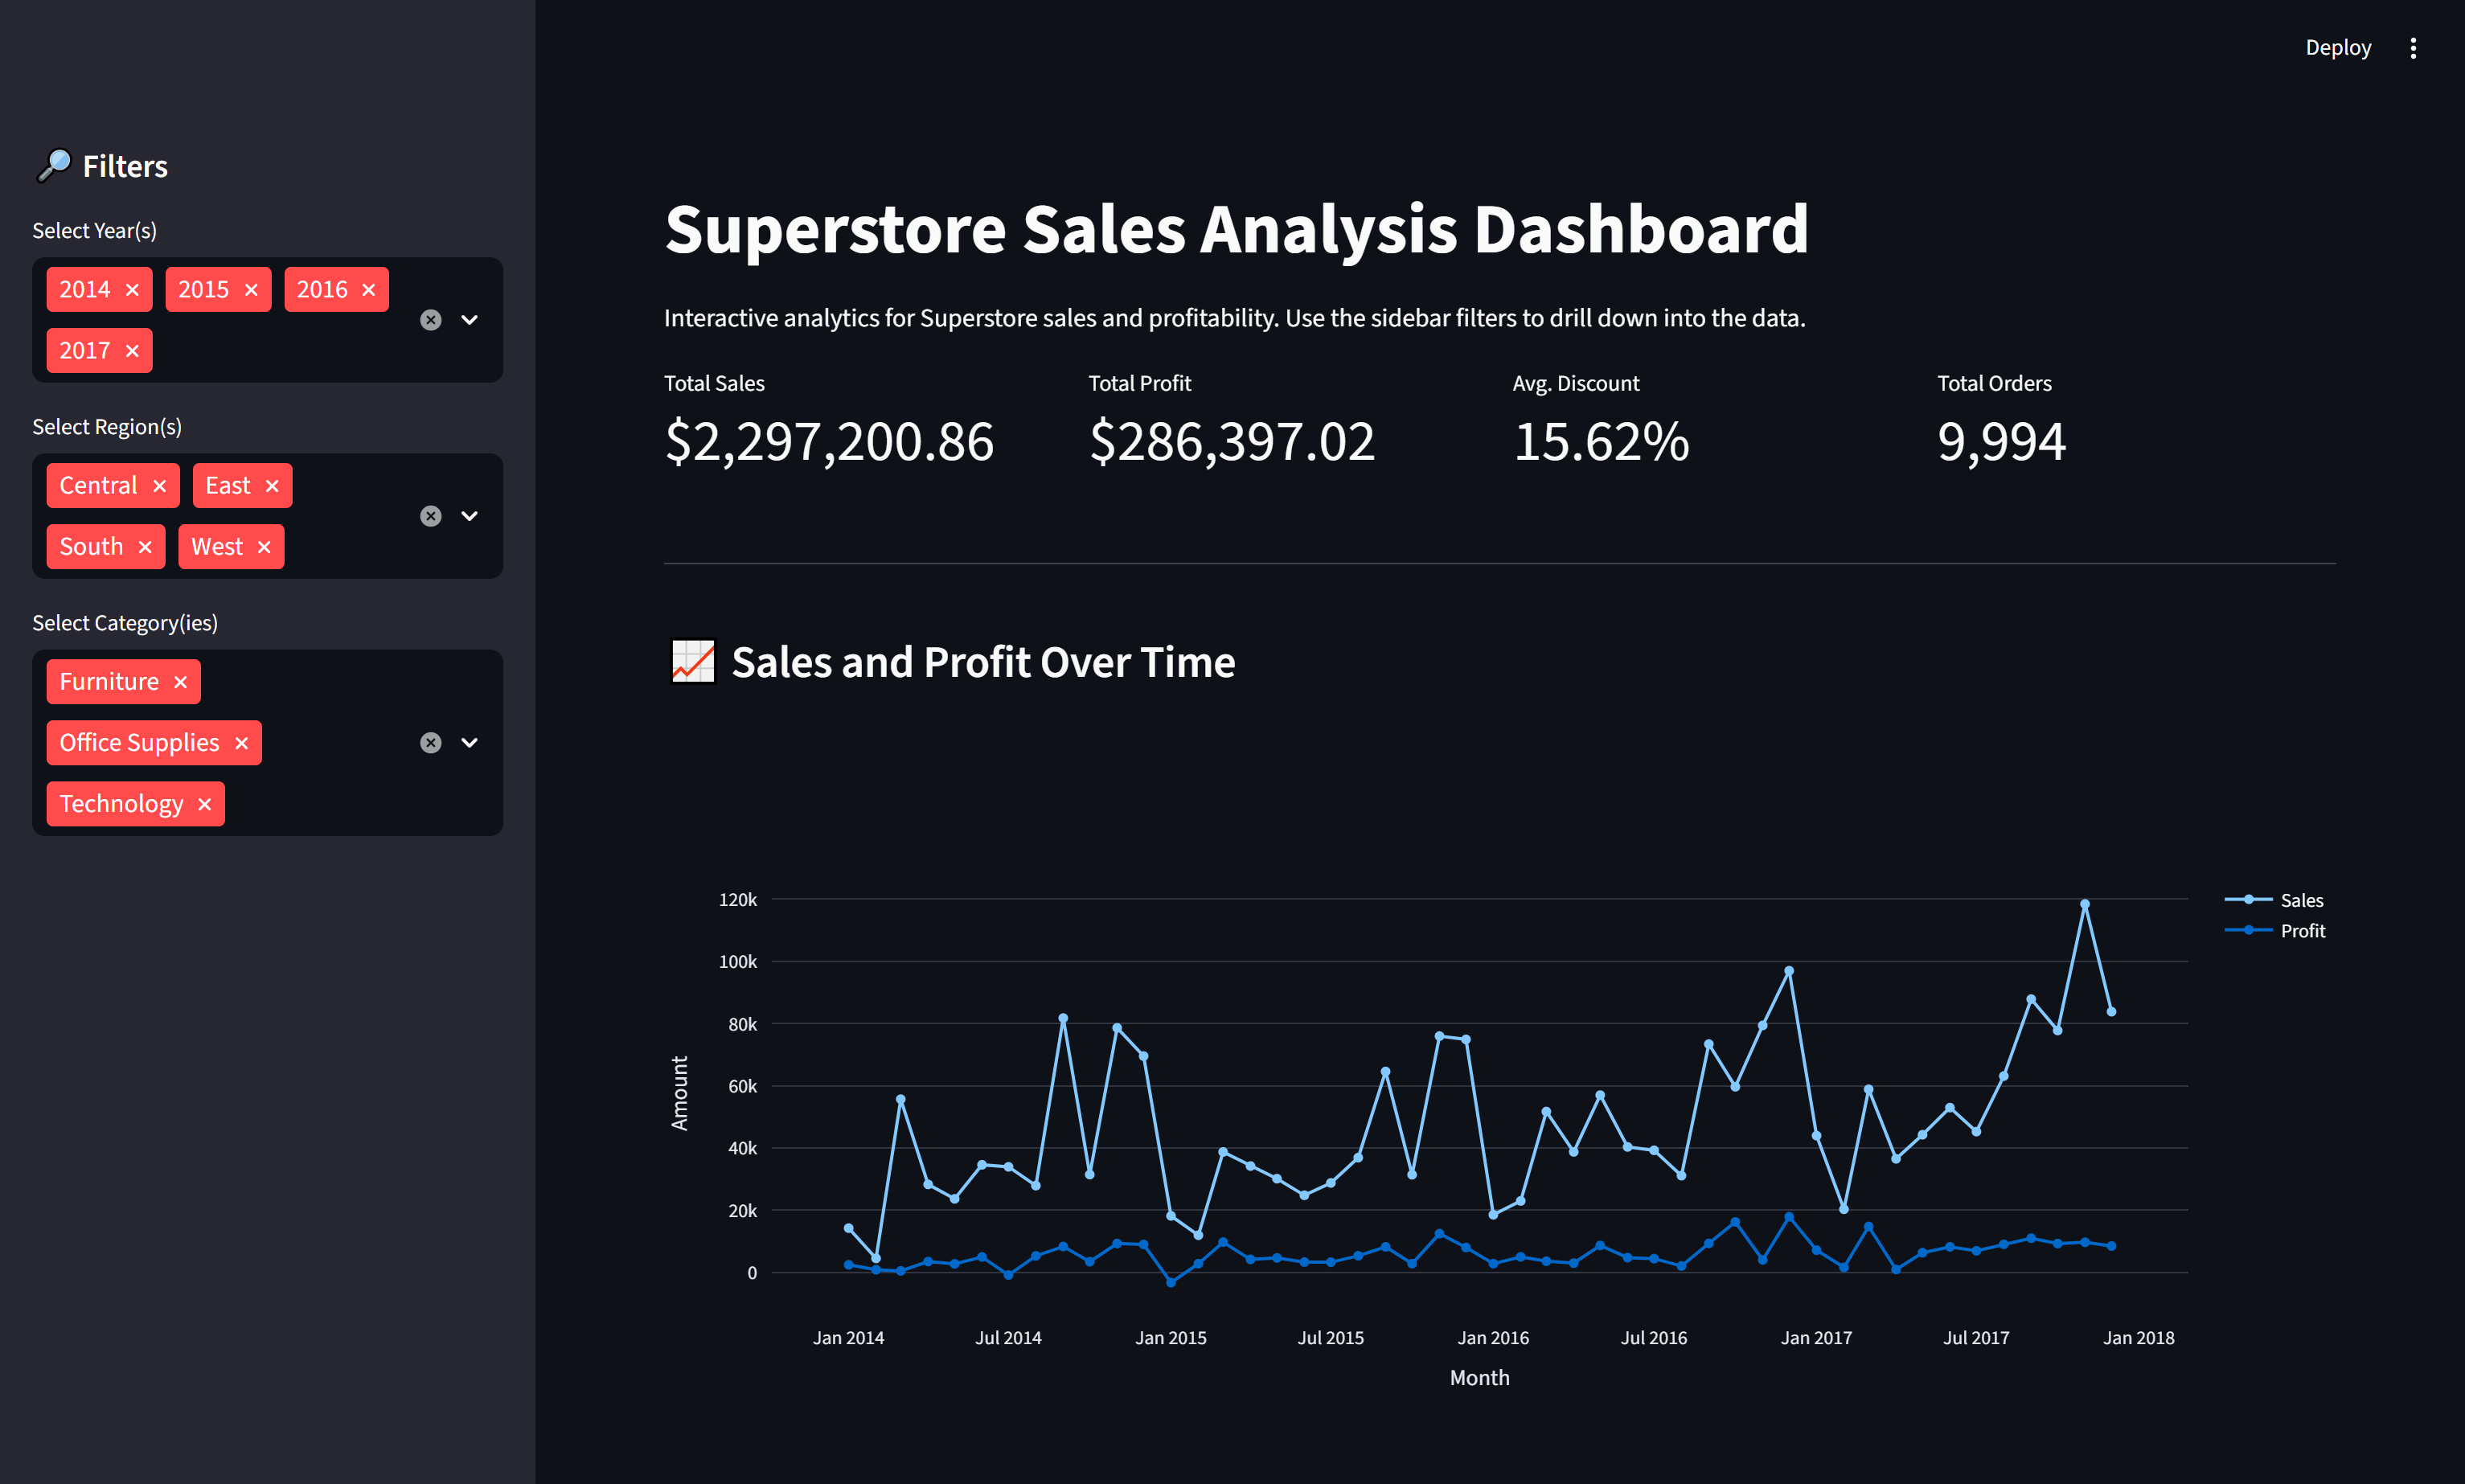 Deploy
Filters
Select Year(s)
2014 2015 2016
2017
Select Region(s)
Central East
South West
Select Category(ies)
Furniture
Office Supplies
Technology
Superstore Sales Analysis Dashboard
Interactive analytics for Superstore sales and profitability. Use the sidebar filters to drill down into the data.
Total Sales Total Profit Avg. Discount Total Orders
$2,297,200.86 $286,397.02 15.62% 9,994
Sales and Profit Over Time
Sales
Profit
120k
100k
80k
60k
40k
20k
0
Amount
Jan 2014 Jul 2014 Jan 2015 Jul 2015 Jan 2016 Jul 2016 Jan 2017 Jul 2017 Jan 2018
Month